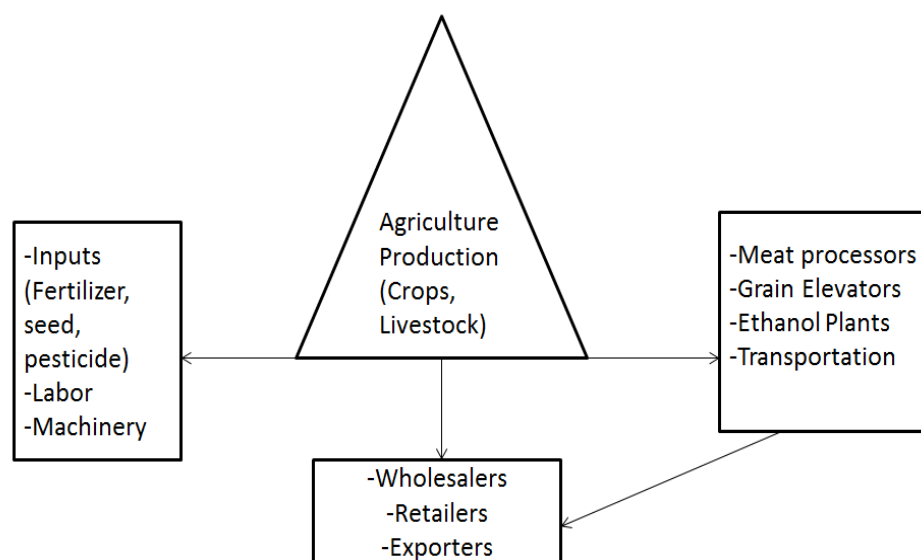 Agriculture
Production
(Crops,
Livestock)
-Inputs
(Fertilizer,
seed,
pesticide)
-Labor
-Machinery
-Meat processors
-Grain Elevators
-Ethanol Plants
-Transportation
-Wholesalers
-Retailers
-Exporters